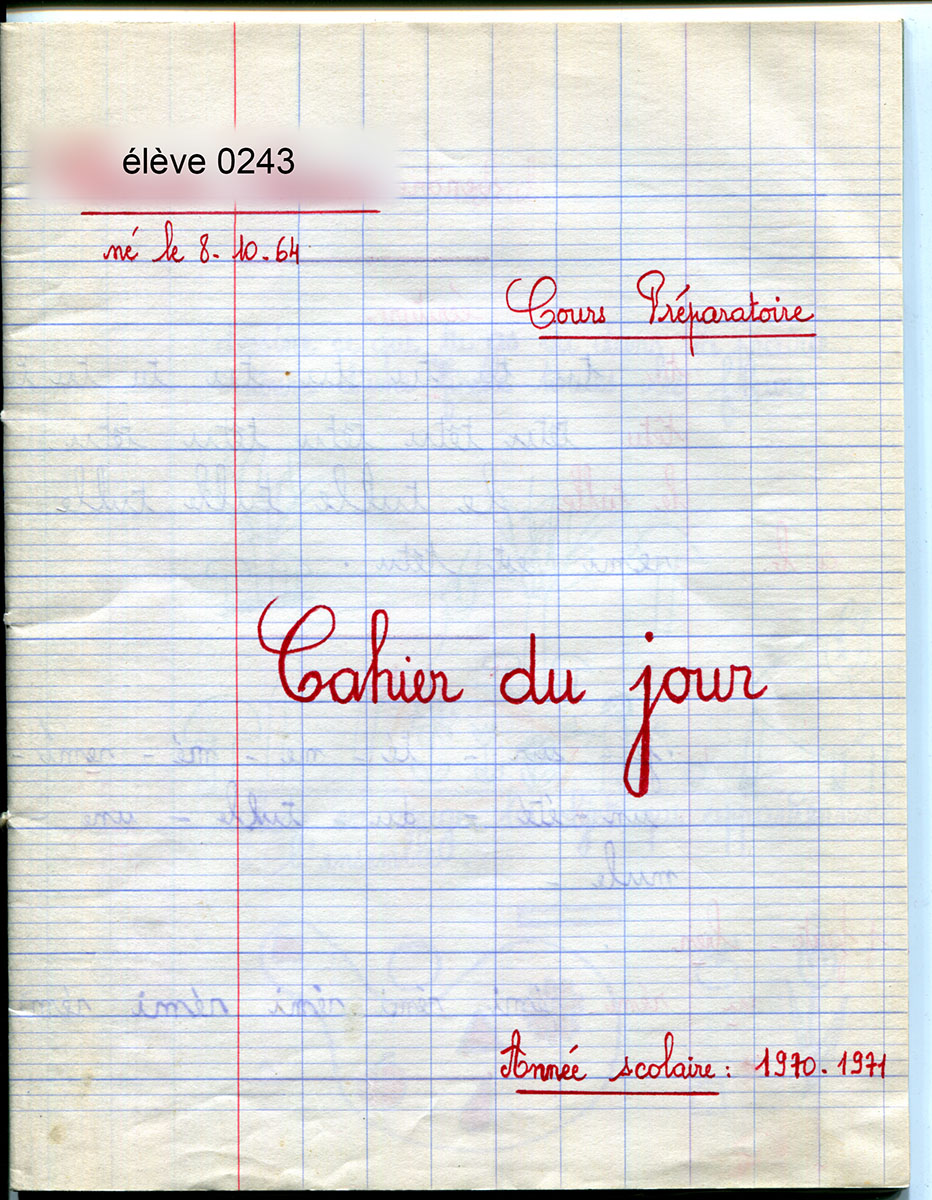 élève 0243
né le 8.10.64
Cours Préparatoire
Cahier du jour
Année scolaire : 1970.1971